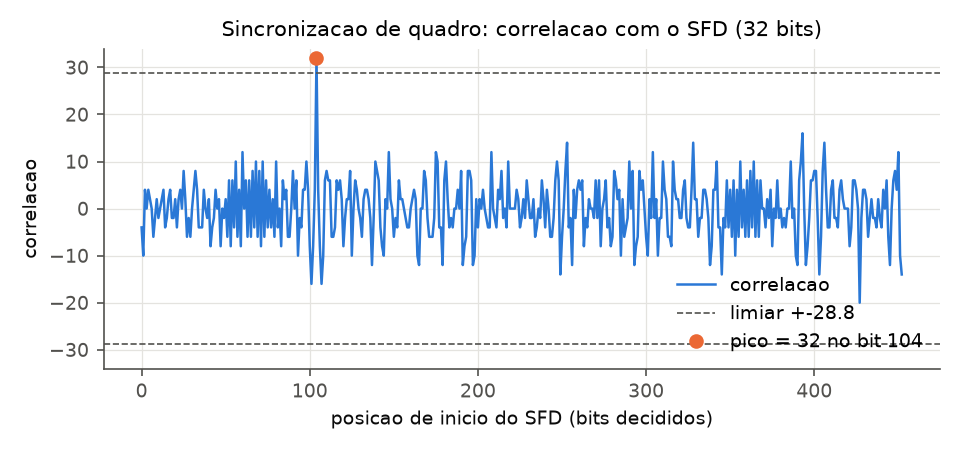 Sincronizacao de quadro: correlacao com o SFD (32 bits)
correlacao
30
20
10
0
−10
−20
−30
correlacao
limiar +-28.8
pico = 32 no bit 104
0 100 200 300 400
posicao de inicio do SFD (bits decididos)